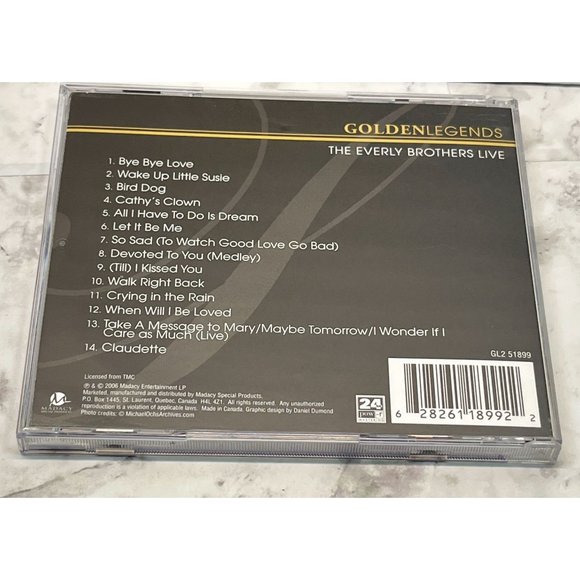 GOLDENLEGENDS
THE EVERLY BROTHERS LIVE
1. Bye Bye Love
2. Wake Up Little Susie
3. Bird Dog
4. Cathy's Clown
5. All I Have To Do Is Dream
6. Let It Be Me
7. So Sad (To Watch Good Love Go Bad)
8. Devoted To You (Medley)
9. (Till) I Kissed You
10. Walk Right Back
11. Crying in the Rain
12. When Will I Be Loved
13. Take A Message to Mary/Maybe Tomorrow/I Wonder If I
Care as Much (Live)
14. Claudette
GL2 51899
Licensed from TMC
℗ & © 2006 Madacy Entertainment LP
Marketed, manufactured and distributed by Madacy Special Products.
P.O. Box 1445, St. Laurent, Quebec, Canada H4L 4Z1. All rights reserved. Any unauthorized
reproduction is a violation of applicable laws. Made in Canada. Graphic design by Daniel Dumond
Photo credits: © MichaelOchsArchives.com
MADACY
24
6 28261 18992 2